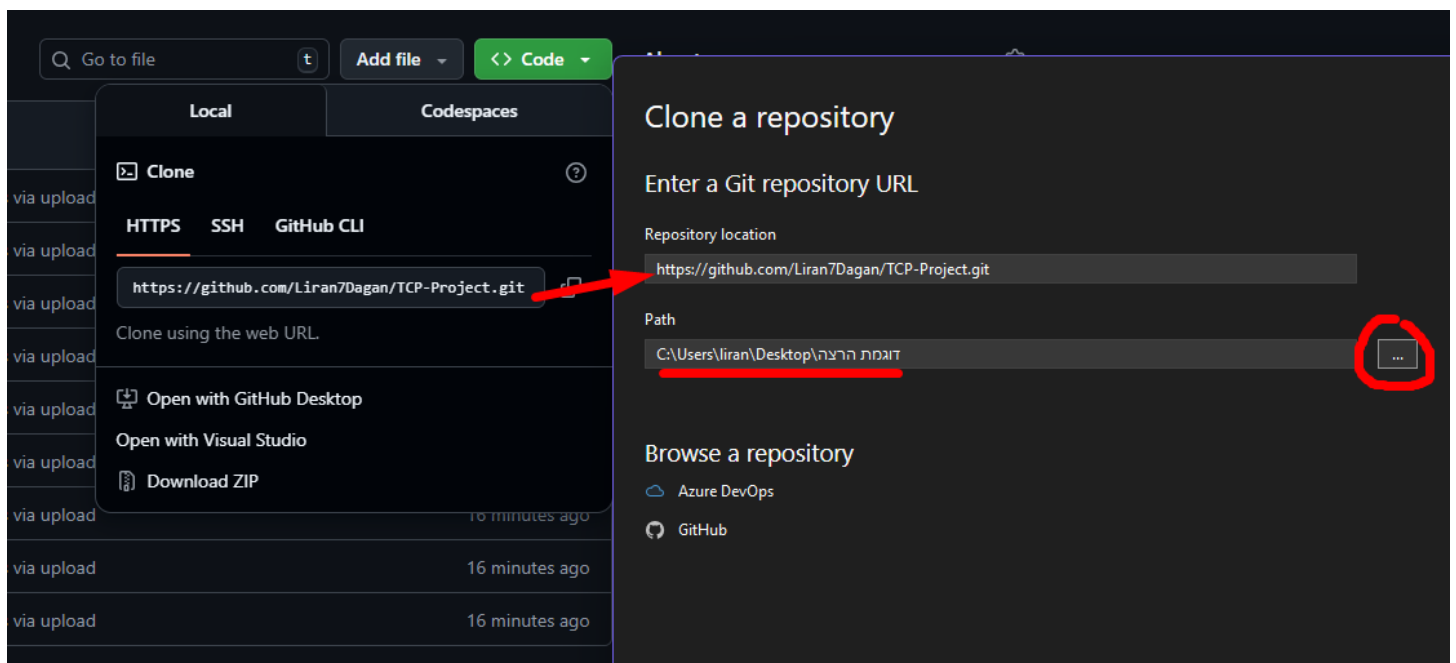 Go to file
t
Add file
<> Code
Local
Codespaces
Clone
HTTPS
SSH
GitHub CLI
https://github.com/Liran7Dagan/TCP-Project.git
Clone using the web URL.
Open with GitHub Desktop
Open with Visual Studio
Download ZIP
via upload
via upload
via upload
via upload
via upload
via upload
via upload
16 minutes ago
via upload
16 minutes ago
via upload
16 minutes ago
Clone a repository
Enter a Git repository URL
Repository location
https://github.com/Liran7Dagan/TCP-Project.git
Path
C:\Users\liran\Desktop\דוגמת הרצה
...
Browse a repository
Azure DevOps
GitHub